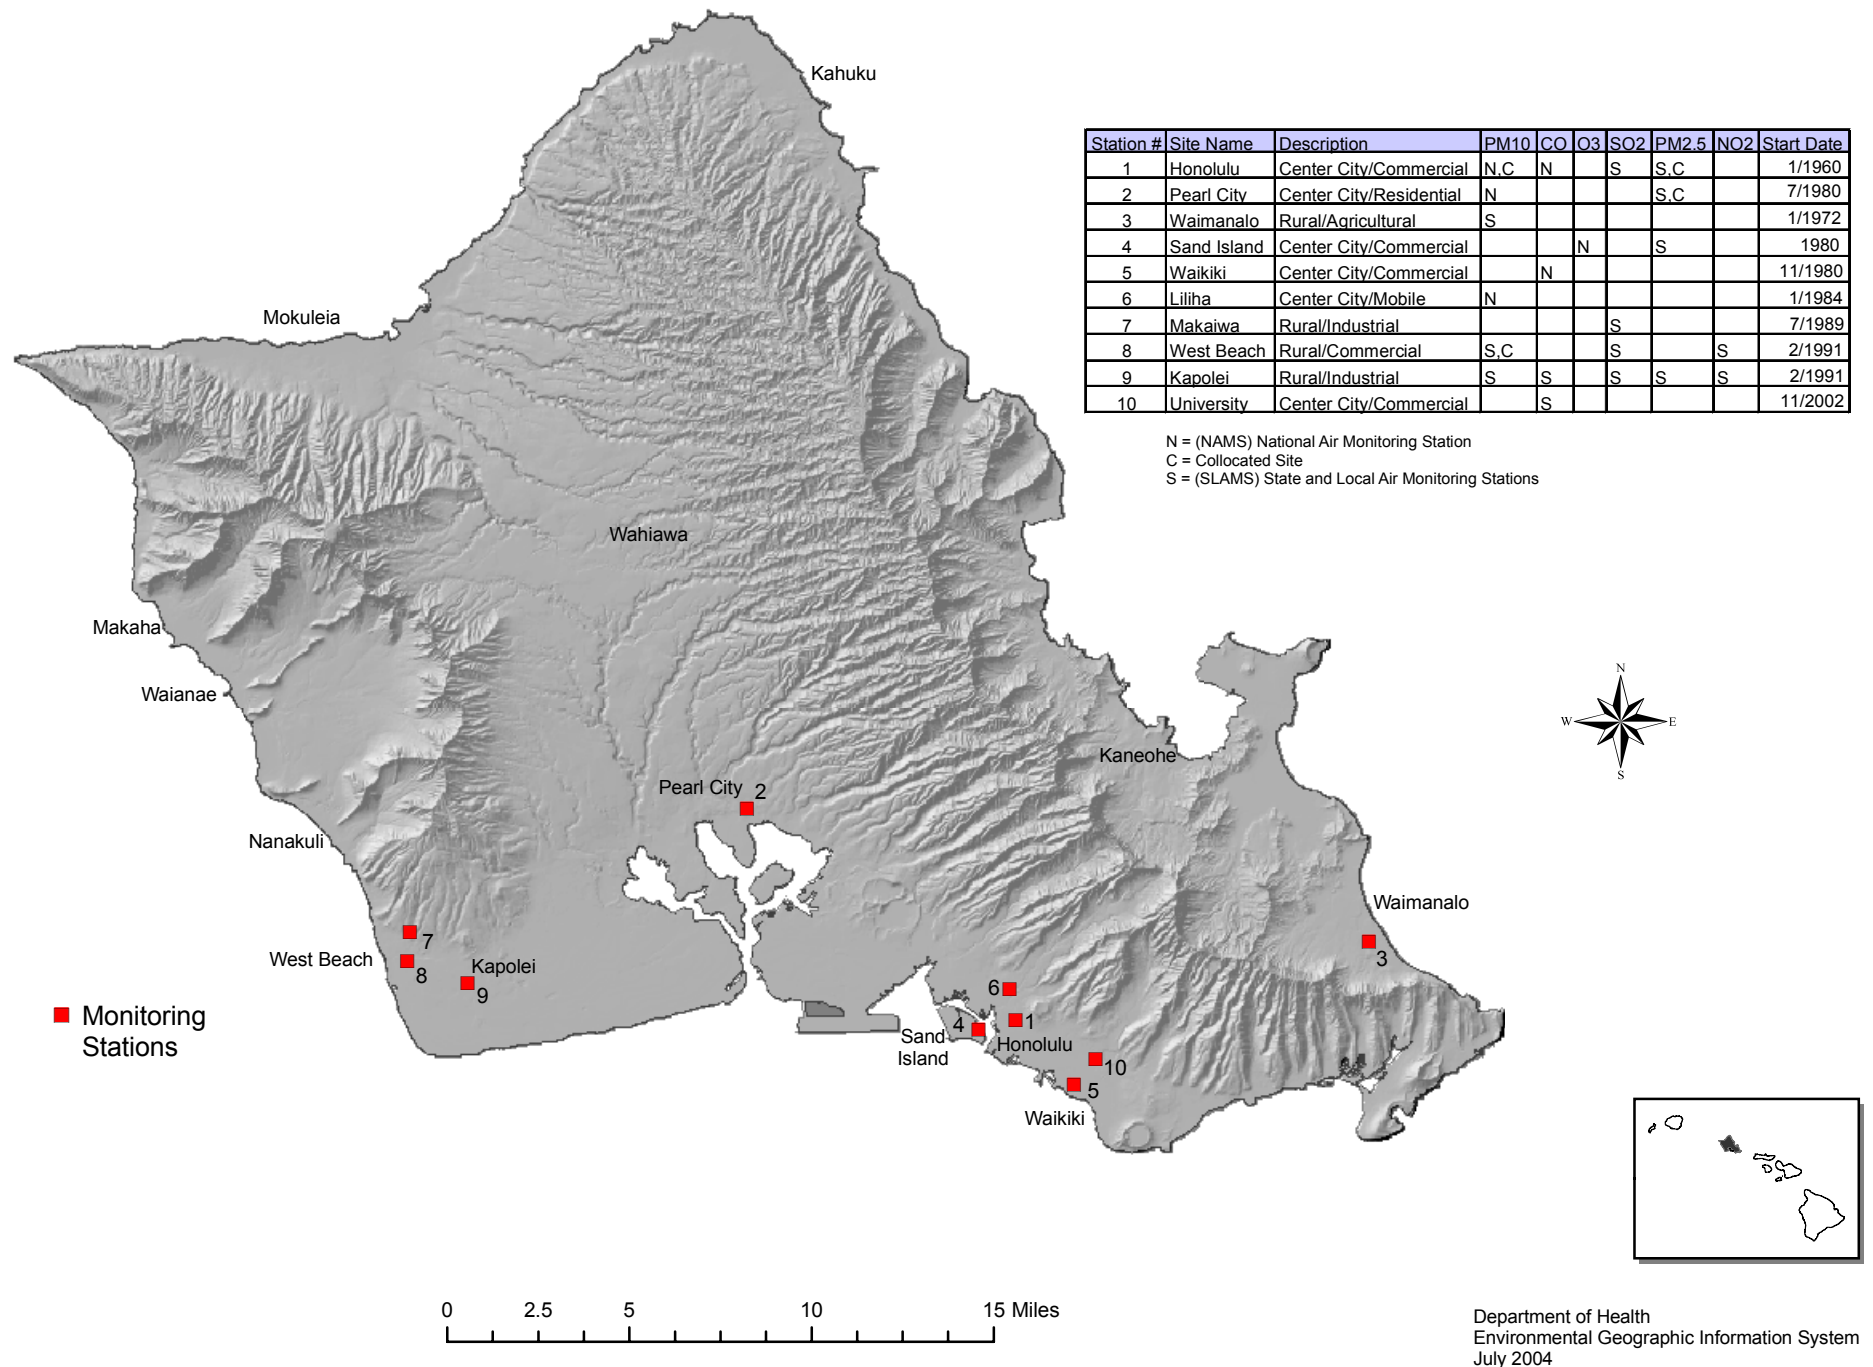 Kahuku
Station # Site Name Description PM10 CO O3 SO2 PM2.5 NO2 Start Date
1 Honolulu Center City/Commercial N,C N S S,C 1/1960
2 Pearl City Center City/Residential N S,C 7/1980
3 Waimanalo Rural/Agricultural S 1/1972
4 Sand Island Center City/Commercial N S 1980
5 Waikiki Center City/Commercial N 11/1980
6 Liliha Center City/Mobile N 1/1984
7 Makaiwa Rural/Industrial S 7/1989
8 West Beach Rural/Commercial S,C S S 2/1991
9 Kapolei Rural/Industrial S S S S S 2/1991
10 University Center City/Commercial S 11/2002
N = (NAMS) National Air Monitoring Station
C = Collocated Site
S = (SLAMS) State and Local Air Monitoring Stations
Mokuleia
Wahiawa
Makaha
Waianae
N
W E
S
Kaneohe
Pearl City 2
Nanakuli
Waimanalo
7
West Beach
8
Kapolei
9
3
6
1
4
Sand
Island
Honolulu
10
5
Waikiki
Monitoring
Stations
0 2.5 5 10 15 Miles
Department of Health
Environmental Geographic Information System
July 2004